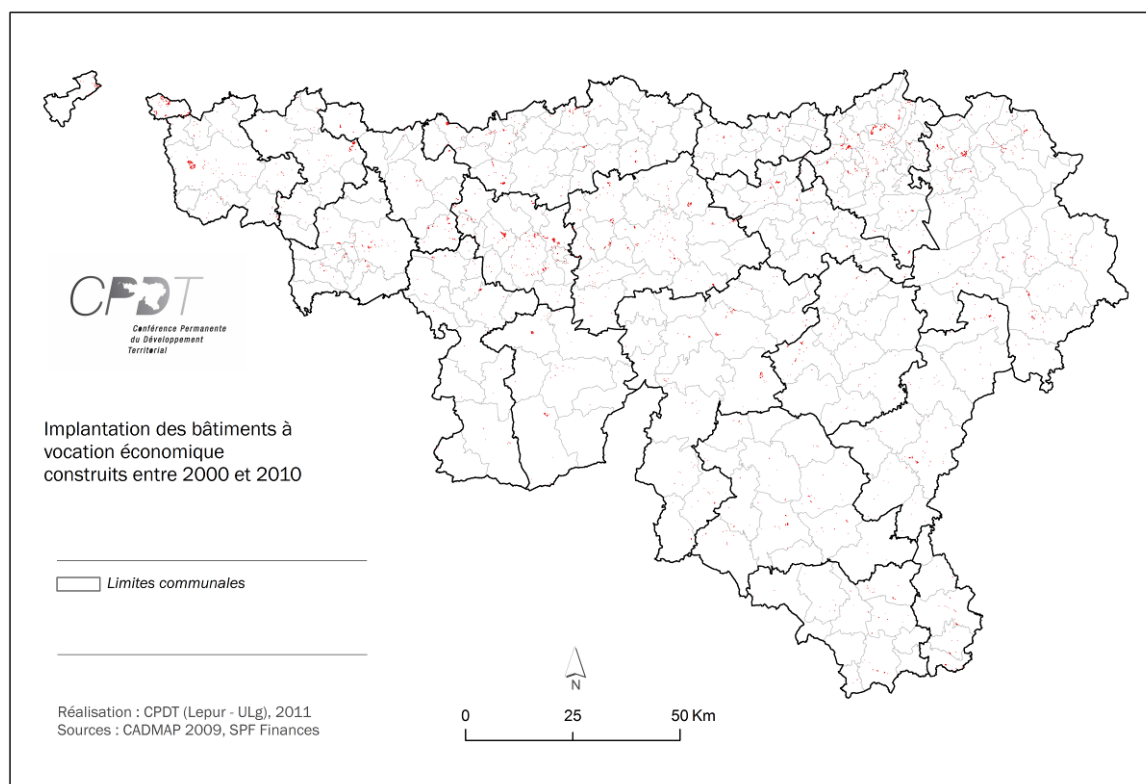 CPDT
Conférence Permanente
du Développement
Territorial
Implantation des bâtiments à
vocation économique
construits entre 2000 et 2010
Limites communales
Réalisation : CPDT (Lepur - ULg), 2011
Sources : CADMAP 2009, SPF Finances
N
0 25 50 Km